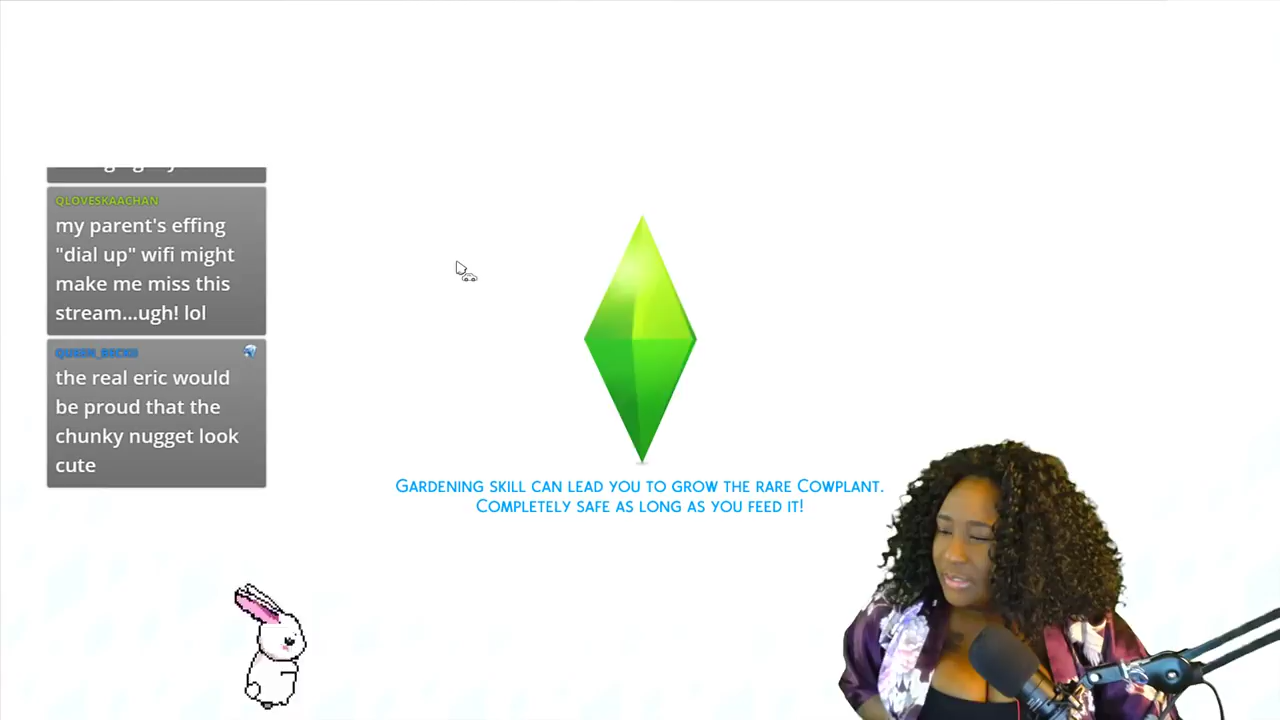 QLOVESKAACHAN
my parent's effing
"dial up" wifi might
make me miss this
stream...ugh! lol
the real eric would
be proud that the
chunky nugget look
cute
Gardening skill can lead you to grow the rare Cowplant.
Completely safe as long as you feed it!